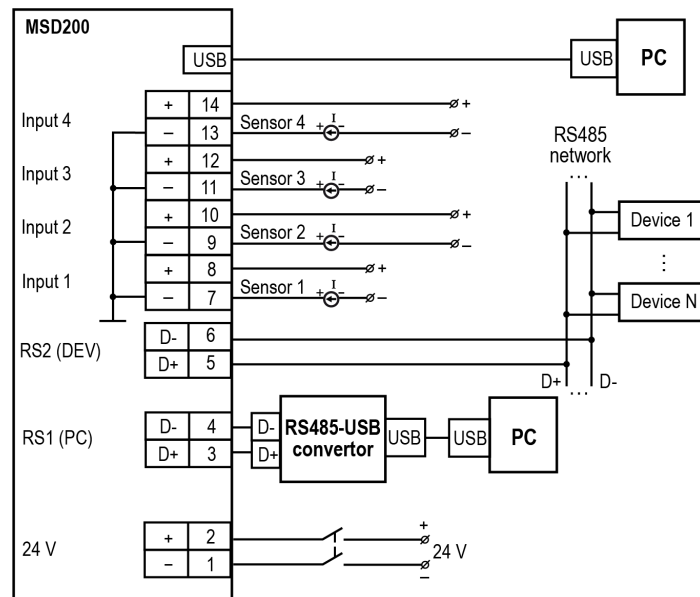 MSD200
USB
USB
PC
Input 4
+ 14
+
– 13
Sensor 4
+ I –
–
RS485
network
...
Input 3
+ 12
+
– 11
Sensor 3
+ I –
–
Input 2
+ 10
+
– 9
Sensor 2
+ I –
–
Device 1
...
Input 1
+ 8
+
– 7
Sensor 1
+ I –
–
Device N
RS2 (DEV)
D- 6
D+ 5
D+ D-
...
RS1 (PC)
D- 4
D-
D+ 3
D+
RS485-USB
convertor
USB
USB
PC
24 V
+ 2
+
– 1
–
24 V